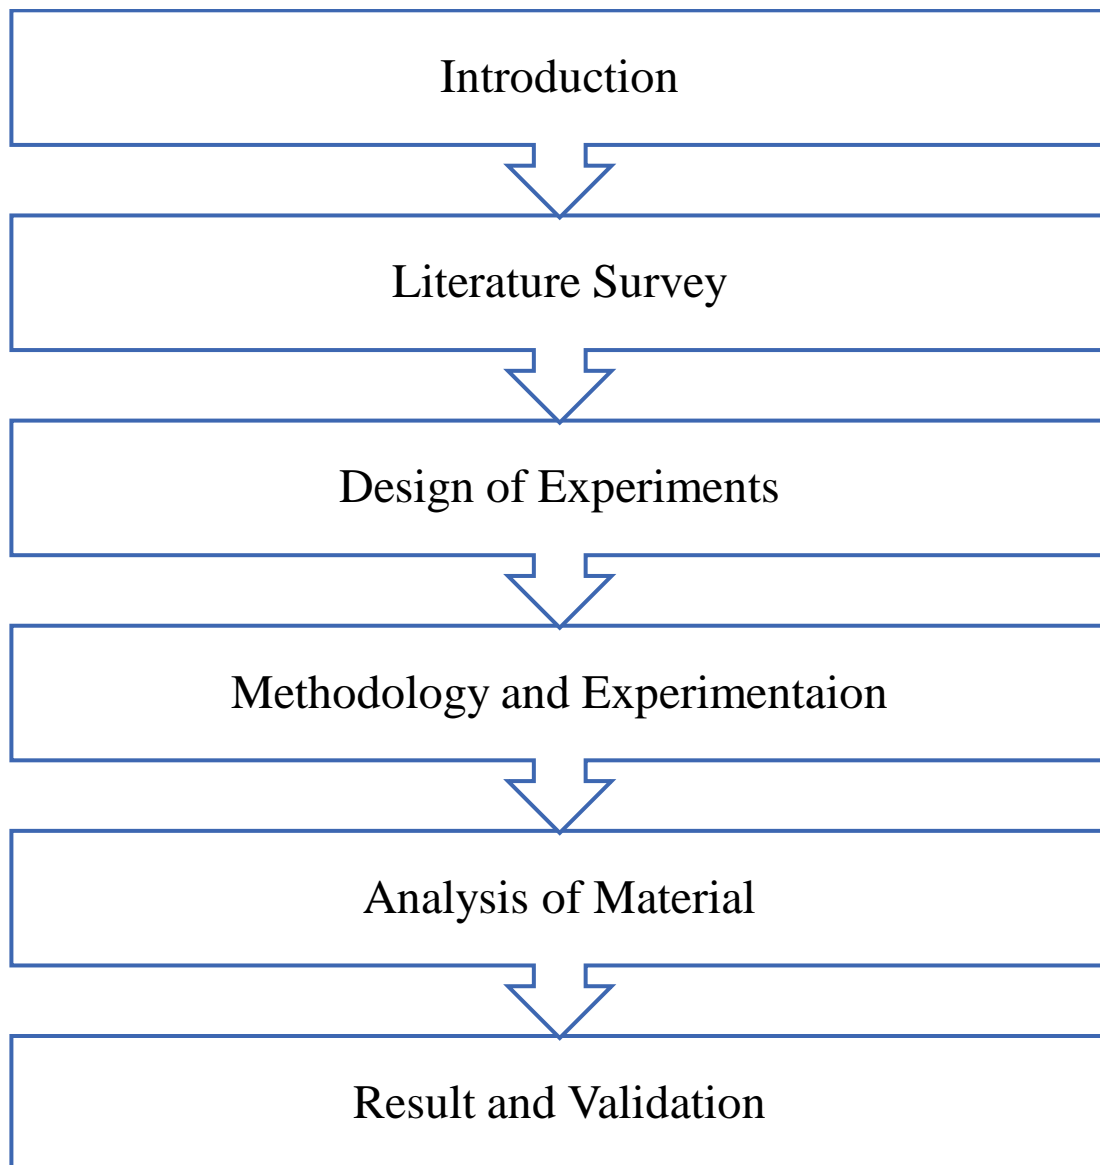 Introduction
Literature Survey
Design of Experiments
Methodology and Experimentaion
Analysis of Material
Result and Validation